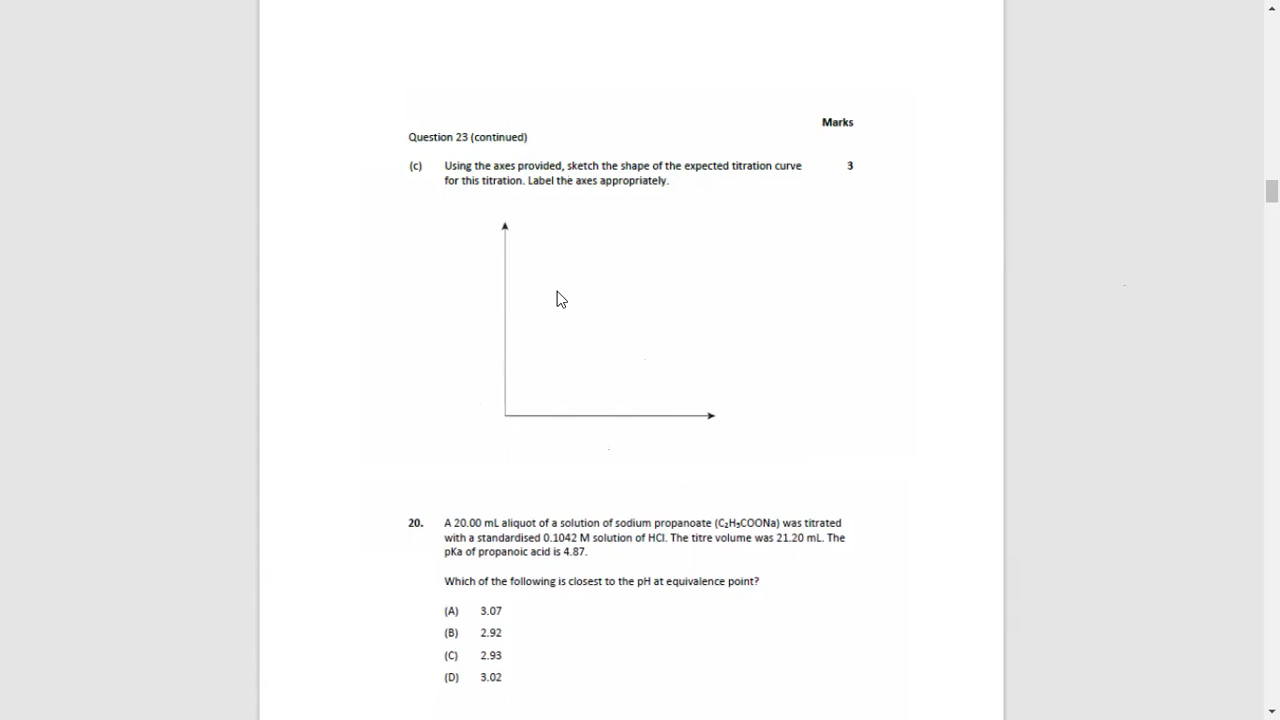 Marks
Question 23 (continued)
(c) Using the axes provided, sketch the shape of the expected titration curve 3
for this titration. Label the axes appropriately.
20. A 20.00 mL aliquot of a solution of sodium propanoate (C₂H₅COONa) was titrated
with a standardised 0.1042 M solution of HCl. The titre volume was 21.20 mL. The
pKa of propanoic acid is 4.87.
Which of the following is closest to the pH at equivalence point?
(A) 3.07
(B) 2.92
(C) 2.93
(D) 3.02